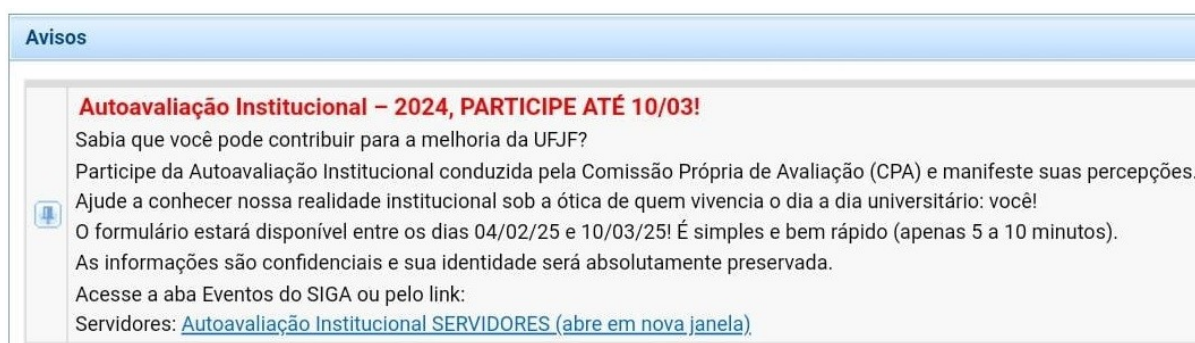 Avisos
Autoavaliação Institucional – 2024, PARTICIPE ATÉ 10/03!
Sabia que você pode contribuir para a melhoria da UFJF?
Participe da Autoavaliação Institucional conduzida pela Comissão Própria de Avaliação (CPA) e manifeste suas percepções.
Ajude a conhecer nossa realidade institucional sob a ótica de quem vivencia o dia a dia universitário: você!
O formulário estará disponível entre os dias 04/02/25 e 10/03/25! É simples e bem rápido (apenas 5 a 10 minutos).
As informações são confidenciais e sua identidade será absolutamente preservada.
Acesse a aba Eventos do SIGA ou pelo link:
Servidores: Autoavaliação Institucional SERVIDORES (abre em nova janela)